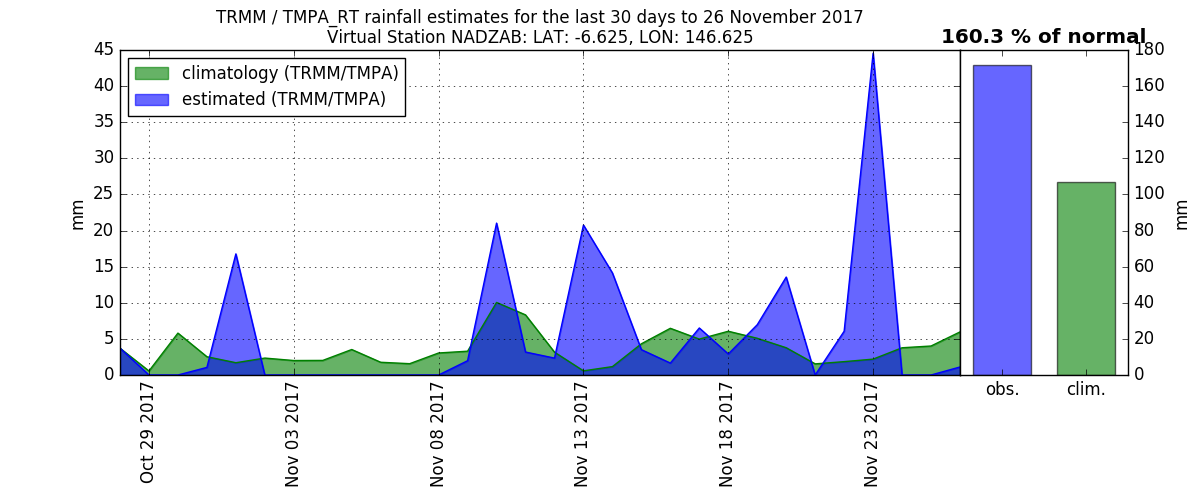 TRMM / TMPA_RT rainfall estimates for the last 30 days to 26 November 2017
Virtual Station NADZAB: LAT: -6.625, LON: 146.625
160.3 % of normal
climatology (TRMM/TMPA)
estimated (TRMM/TMPA)
45
40
35
30
25
20
15
10
5
0
mm
Oct 29 2017
Nov 03 2017
Nov 08 2017
Nov 13 2017
Nov 18 2017
Nov 23 2017
obs.
clim.
180
160
140
120
100
80
60
40
20
0
mm